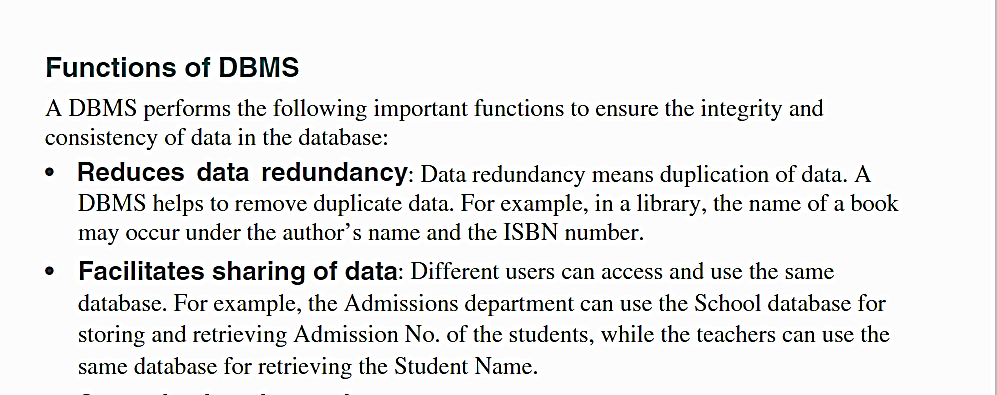 Functions of DBMS
A DBMS performs the following important functions to ensure the integrity and
consistency of data in the database:
• Reduces data redundancy: Data redundancy means duplication of data. A
DBMS helps to remove duplicate data. For example, in a library, the name of a book
may occur under the author’s name and the ISBN number.
• Facilitates sharing of data: Different users can access and use the same
database. For example, the Admissions department can use the School database for
storing and retrieving Admission No. of the students, while the teachers can use the
same database for retrieving the Student Name.